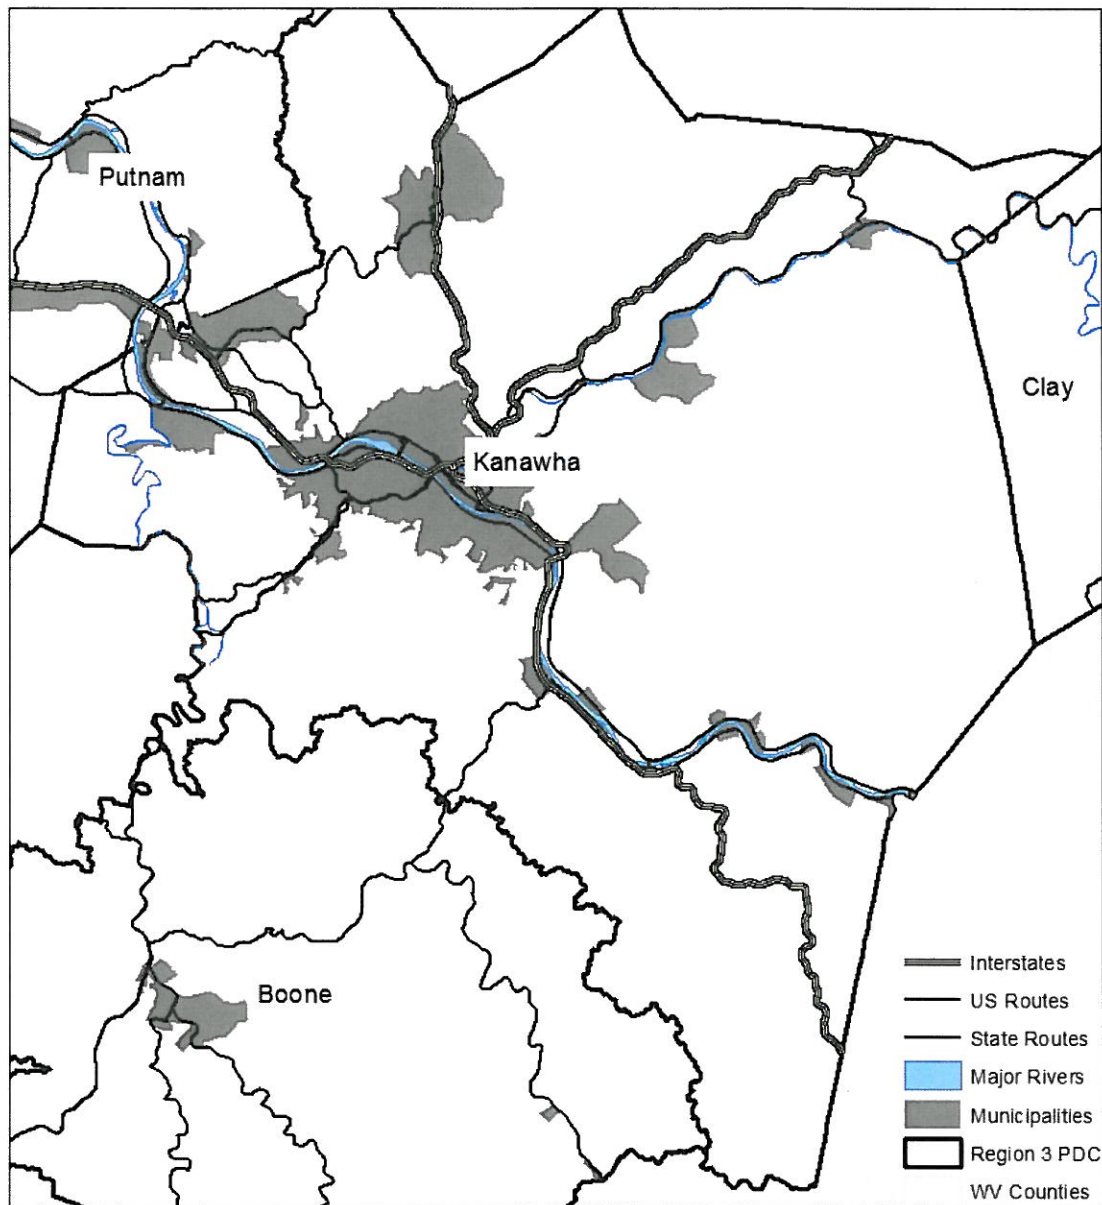 Putnam
Clay
Kanawha
Boone
Interstates
US Routes
State Routes
Major Rivers
Municipalities
Region 3 PDC
WV Counties